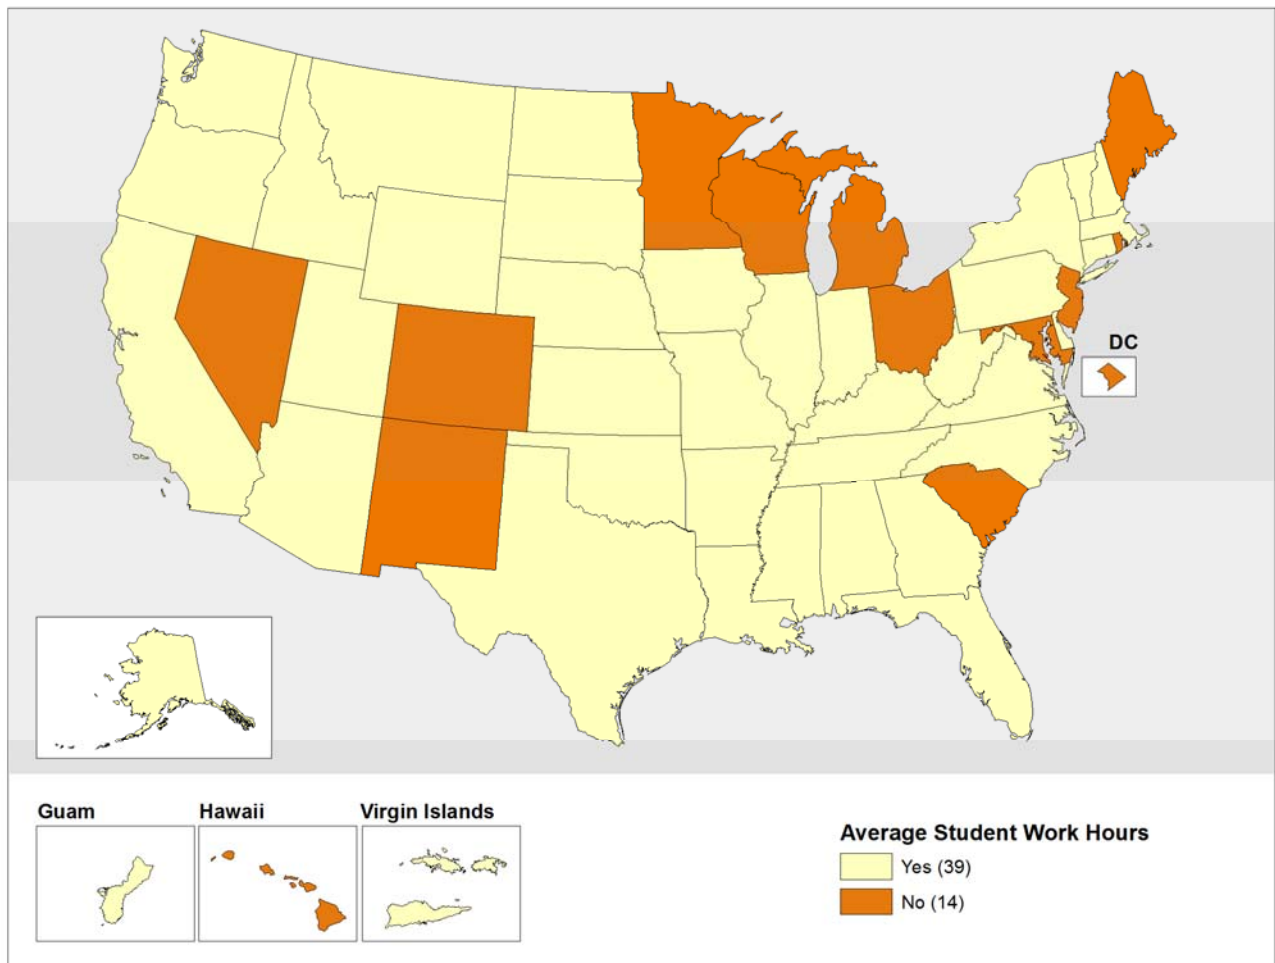 DC
Guam
Hawaii
Virgin Islands
Average Student Work Hours
Yes (39)
No (14)